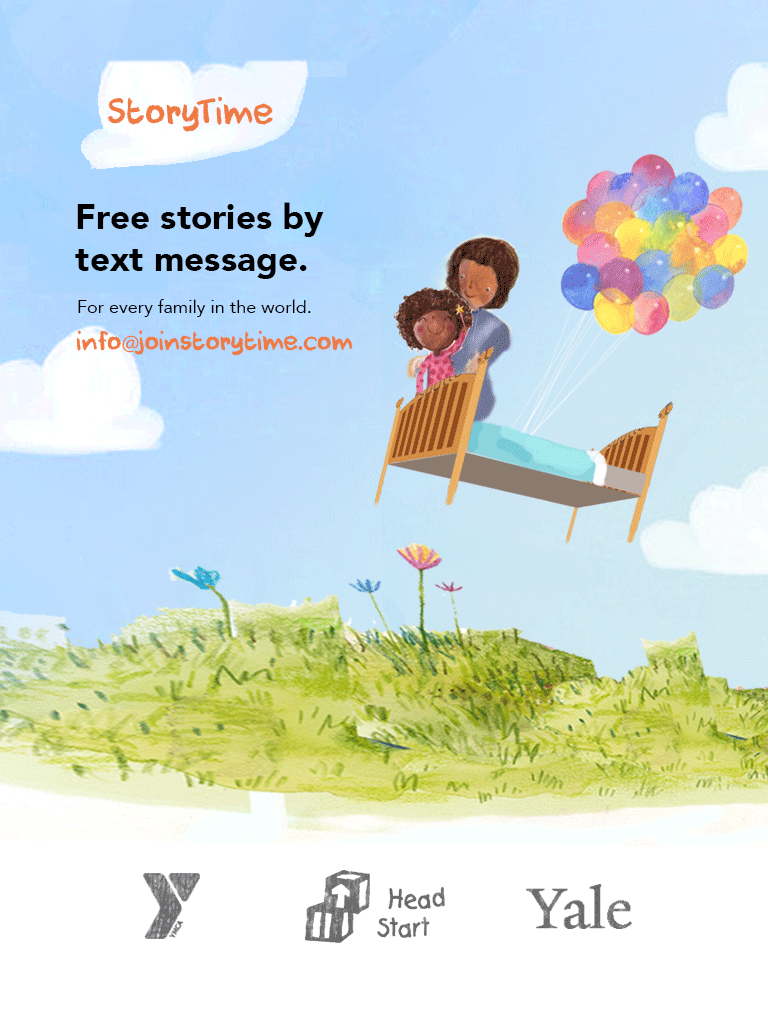 StoryTime
Free stories by
text message.
For every family in the world.
info@joinstorytime.com
YMCA
Head
Start
Yale